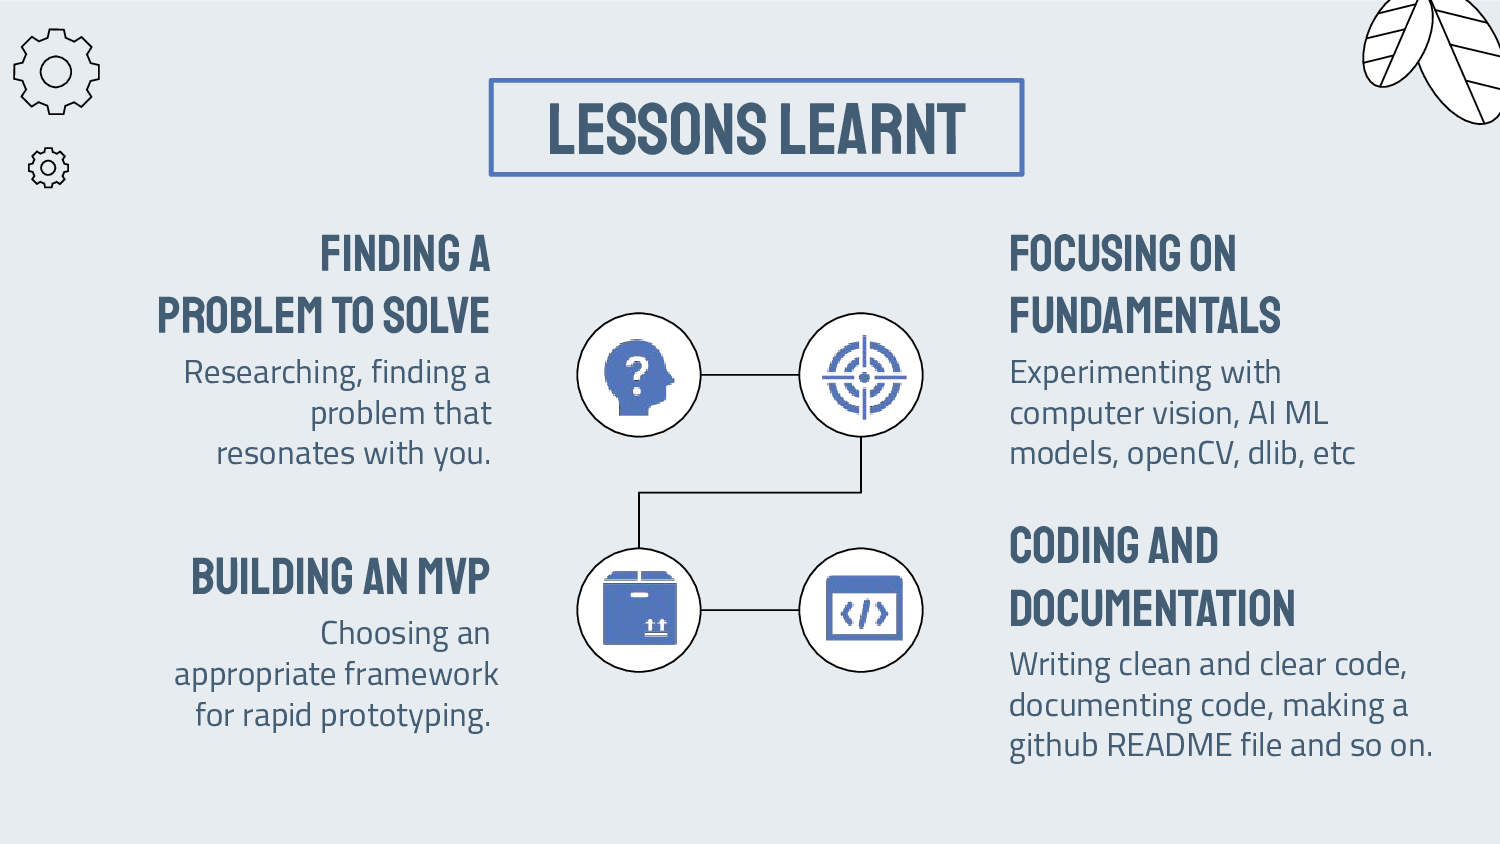 LESSONS LEARNT
FINDING A
PROBLEM TO SOLVE
Researching, finding a
problem that
resonates with you.
FOCUSING ON
FUNDAMENTALS
Experimenting with
computer vision, AI ML
models, openCV, dlib, etc
BUILDING AN MVP
Choosing an
appropriate framework
for rapid prototyping.
CODING AND
DOCUMENTATION
Writing clean and clear code,
documenting code, making a
github README file and so on.